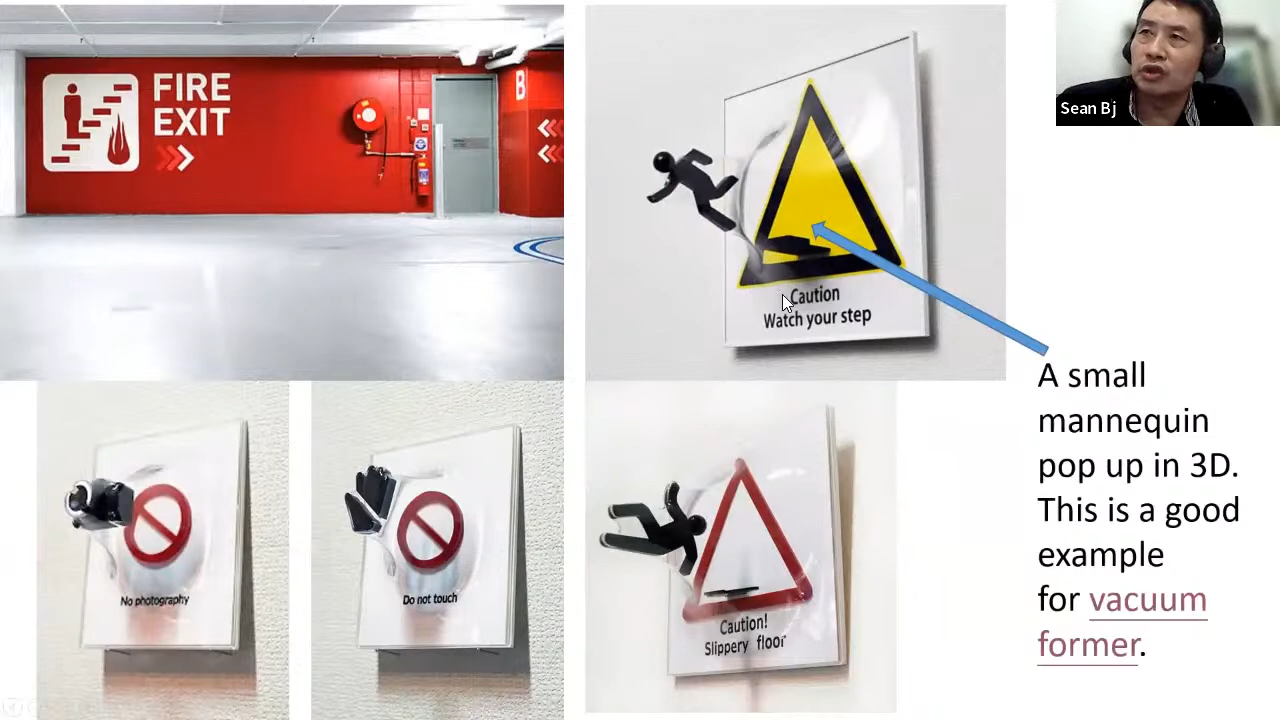 FIRE
EXIT
B
Caution
Watch your step
Sean Bj
No photography
Do not touch
Caution!
Slippery floor
A small
mannequin
pop up in 3D.
This is a good
example
for vacuum
former.